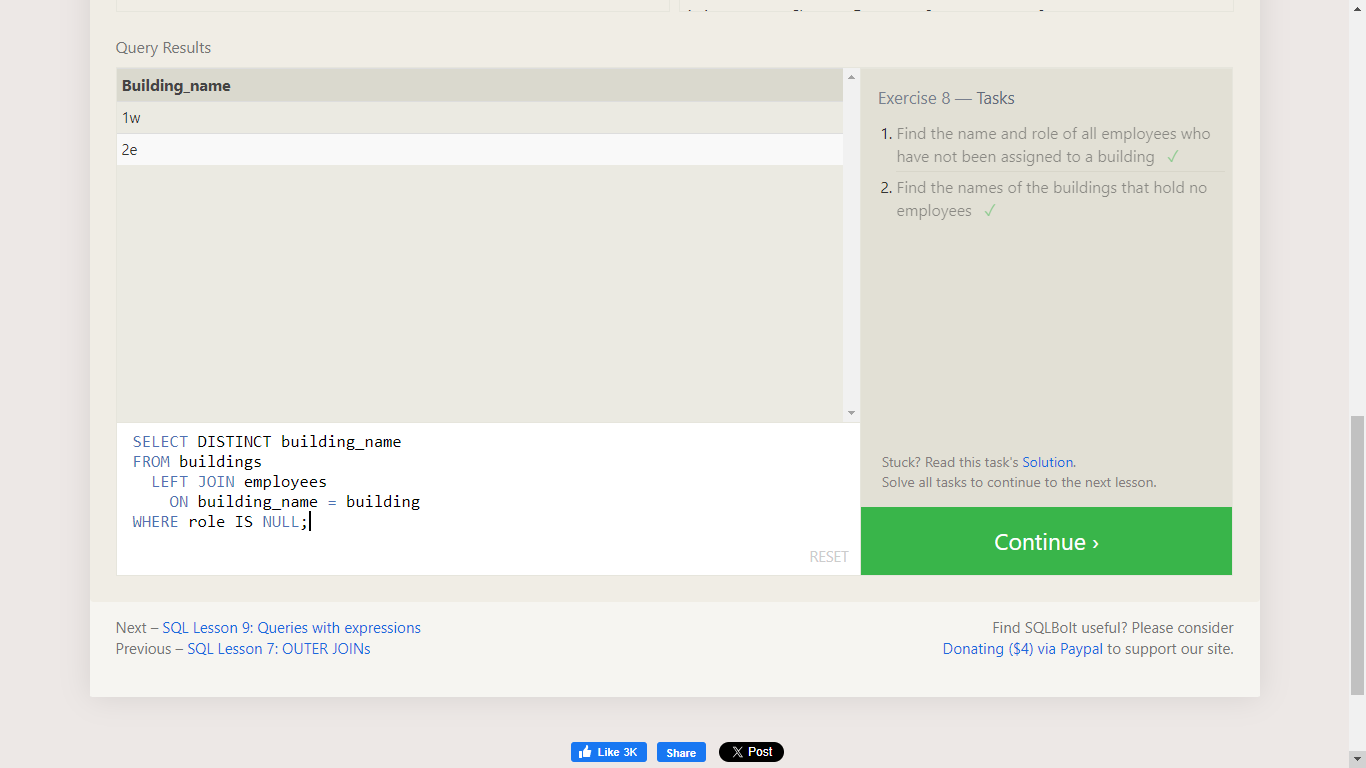 Query Results
Building_name
1w
2e
Exercise 8 — Tasks
1. Find the name and role of all employees who
have not been assigned to a building ✓
2. Find the names of the buildings that hold no
employees ✓
SELECT DISTINCT building_name
FROM buildings
LEFT JOIN employees
ON building_name = building
WHERE role IS NULL;
RESET
Stuck? Read this task's Solution.
Solve all tasks to continue to the next lesson.
Continue ›
Next – SQL Lesson 9: Queries with expressions
Previous – SQL Lesson 7: OUTER JOINs
Find SQLBolt useful? Please consider
Donating ($4) via Paypal to support our site.
Like 3K
Share
X Post